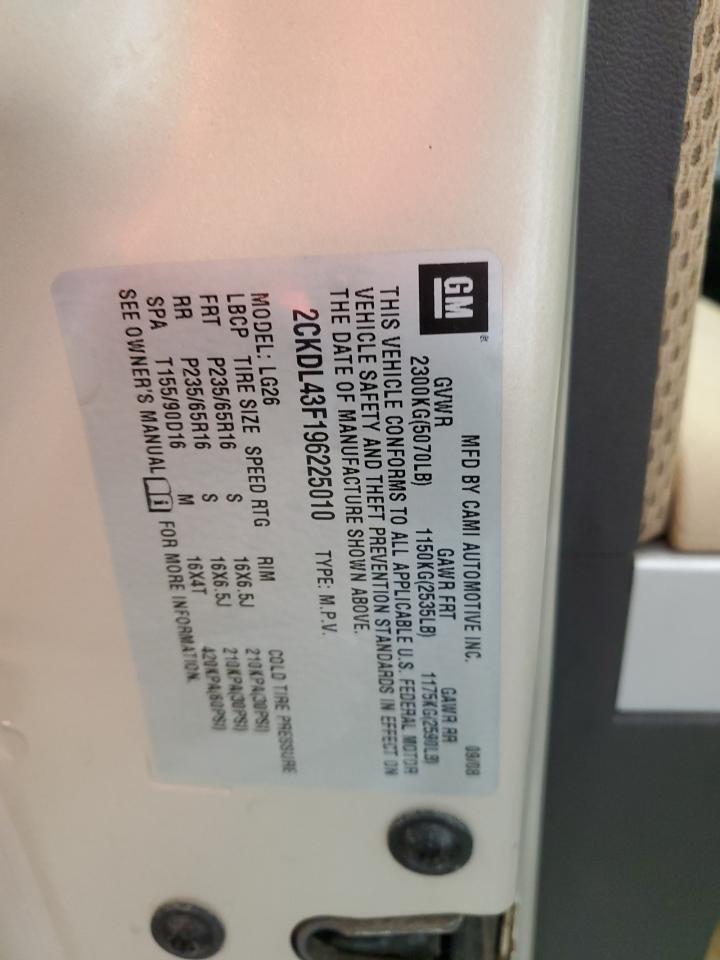 GM
MFD BY CAMI AUTOMOTIVE INC. 09/08
GVWR GAWR FRT GAWR RR
2300KG(5070LB) 1150KG(2535LB) 1175KG(2590LB)
THIS VEHICLE CONFORMS TO ALL APPLICABLE U.S. FEDERAL MOTOR
VEHICLE SAFETY AND THEFT PREVENTION STANDARDS IN EFFECT ON
THE DATE OF MANUFACTURE SHOWN ABOVE.
2CKDL43F196225010 TYPE: M.P.V.
MODEL: LG26
LBCP TIRE SIZE SPEED RTG RIM COLD TIRE PRESSURE
FRT P235/65R16 S 16X6.5J 210KPA(30PSI)
RR P235/65R16 S 16X6.5J 210KPA(30PSI)
SPA T155/90D16 M 16X4T 420KPA(60PSI)
SEE OWNER'S MANUAL i FOR MORE INFORMATION.